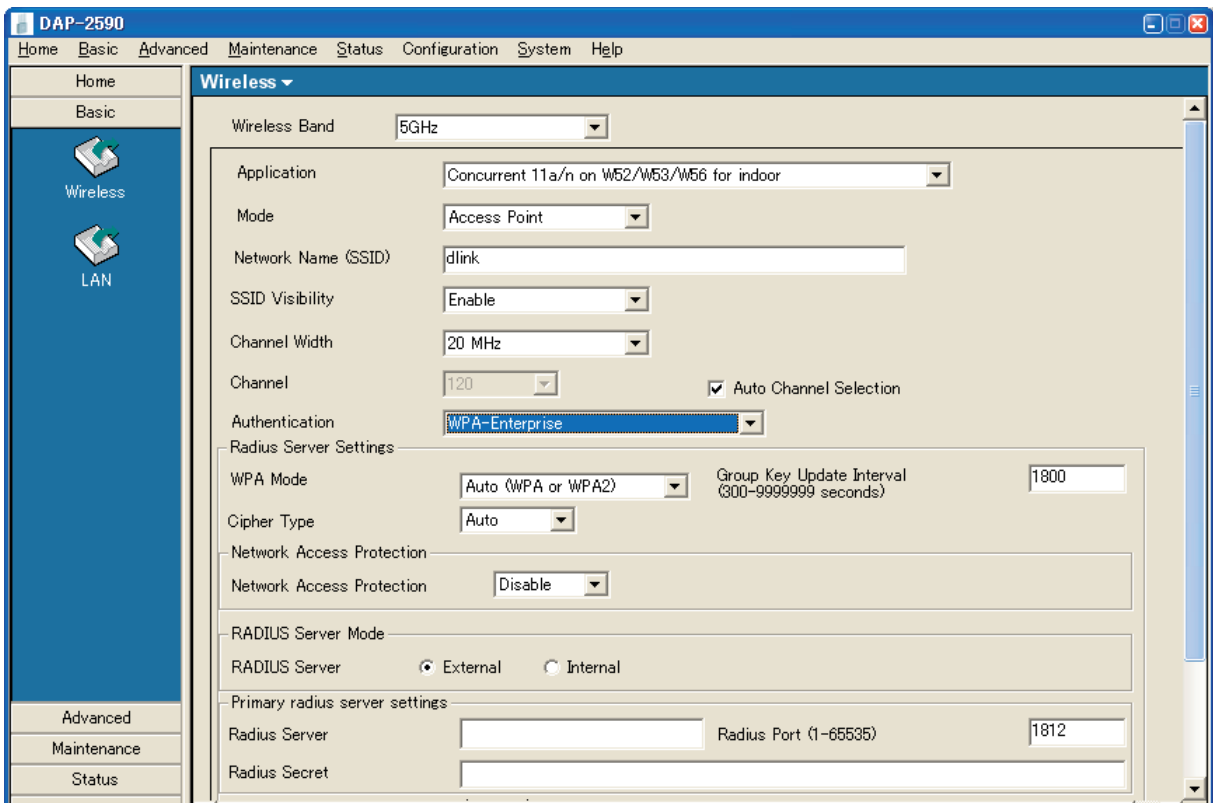 DAP-2590
Home Basic Advanced Maintenance Status Configuration System Help
Home
Basic
Wireless
LAN
Advanced
Maintenance
Status
Wireless
Wireless Band 5GHz
Application Concurrent 11a/n on W52/W53/W56 for indoor
Mode Access Point
Network Name (SSID) dlink
SSID Visibility Enable
Channel Width 20 MHz
Channel 120 Auto Channel Selection
Authentication WPA-Enterprise
Radius Server Settings
WPA Mode Auto (WPA or WPA2) Group Key Update Interval 1800
(300-9999999 seconds)
Cipher Type Auto
Network Access Protection
Network Access Protection Disable
RADIUS Server Mode
RADIUS Server External Internal
Primary radius server settings
Radius Server Radius Port (1-65535) 1812
Radius Secret